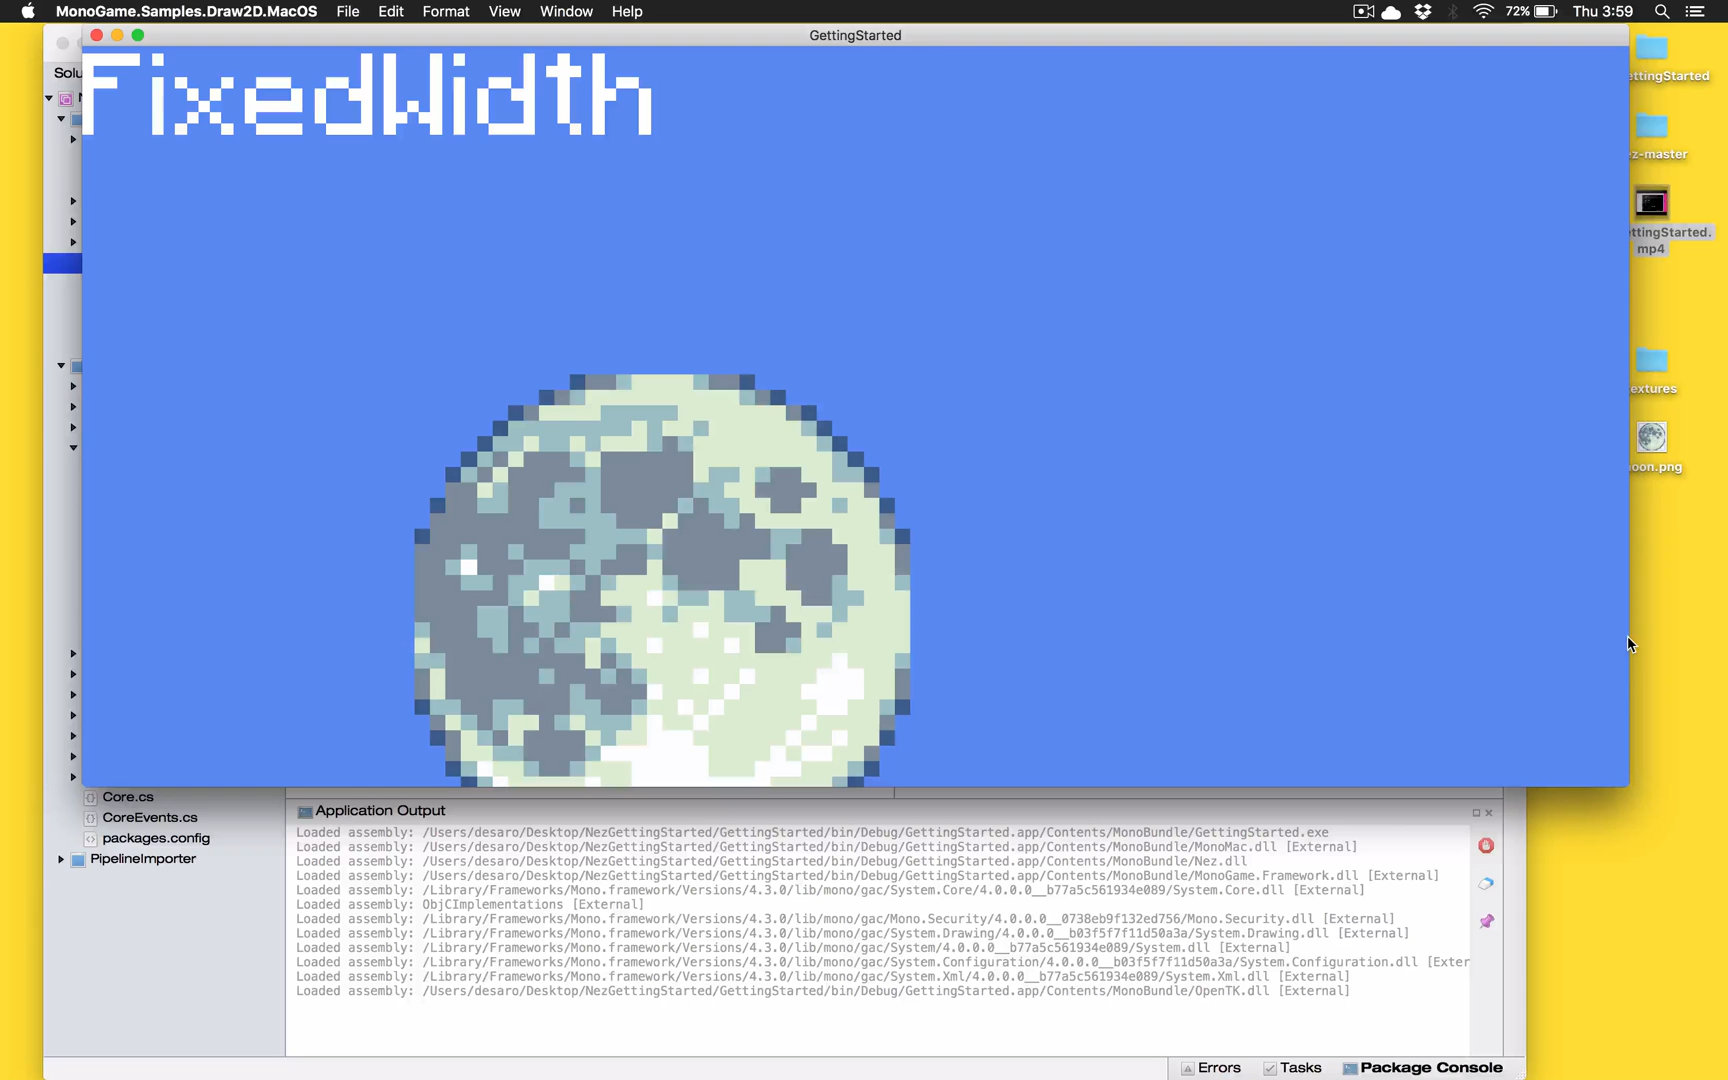 MonoGame.Samples.Draw2D.MacOS File Edit Format View Window Help 72% Thu 3:59
GettingStarted
FixedWidth
Solu
Core.cs
CoreEvents.cs
packages.config
PipelineImporter
Application Output
Loaded assembly: /Users/desaro/Desktop/NezGettingStarted/GettingStarted/bin/Debug/GettingStarted.app/Contents/MonoBundle/GettingStarted.exe
Loaded assembly: /Users/desaro/Desktop/NezGettingStarted/GettingStarted/bin/Debug/GettingStarted.app/Contents/MonoBundle/MonoMac.dll [External]
Loaded assembly: /Users/desaro/Desktop/NezGettingStarted/GettingStarted/bin/Debug/GettingStarted.app/Contents/MonoBundle/Nez.dll
Loaded assembly: /Users/desaro/Desktop/NezGettingStarted/GettingStarted/bin/Debug/GettingStarted.app/Contents/MonoBundle/MonoGame.Framework.dll [External]
Loaded assembly: /Library/Frameworks/Mono.framework/Versions/4.3.0/lib/mono/gac/System.Core/4.0.0.0__b77a5c561934e089/System.Core.dll [External]
Loaded assembly: ObjCImplementations [External]
Loaded assembly: /Library/Frameworks/Mono.framework/Versions/4.3.0/lib/mono/gac/Mono.Security/4.0.0.0__0738eb9f132ed756/Mono.Security.dll [External]
Loaded assembly: /Library/Frameworks/Mono.framework/Versions/4.3.0/lib/mono/gac/System.Drawing/4.0.0.0__b03f5f7f11d50a3a/System.Drawing.dll [External]
Loaded assembly: /Library/Frameworks/Mono.framework/Versions/4.3.0/lib/mono/gac/System/4.0.0.0__b77a5c561934e089/System.dll [External]
Loaded assembly: /Library/Frameworks/Mono.framework/Versions/4.3.0/lib/mono/gac/System.Configuration/4.0.0.0__b03f5f7f11d50a3a/System.Configuration.dll [Exter
Loaded assembly: /Library/Frameworks/Mono.framework/Versions/4.3.0/lib/mono/gac/System.Xml/4.0.0.0__b77a5c561934e089/System.Xml.dll [External]
Loaded assembly: /Users/desaro/Desktop/NezGettingStarted/GettingStarted/bin/Debug/GettingStarted.app/Contents/MonoBundle/OpenTK.dll [External]
Errors Tasks Package Console
ettingStarted
ez-master
ettingStarted.
mp4
extures
oon.png